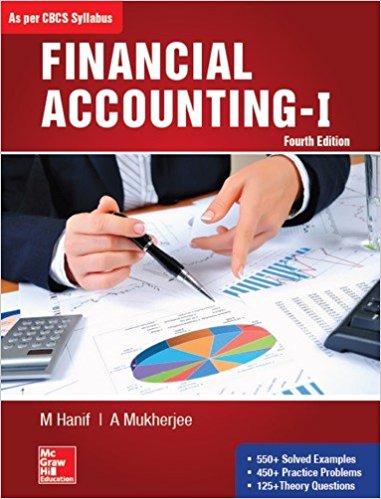 As per CBCS Syllabus
FINANCIAL
ACCOUNTING-I
Fourth Edition
M Hanif | A Mukherjee
Mc
Graw
Hill
Education
• 550+ Solved Examples
• 450+ Practice Problems
• 125+Theory Questions